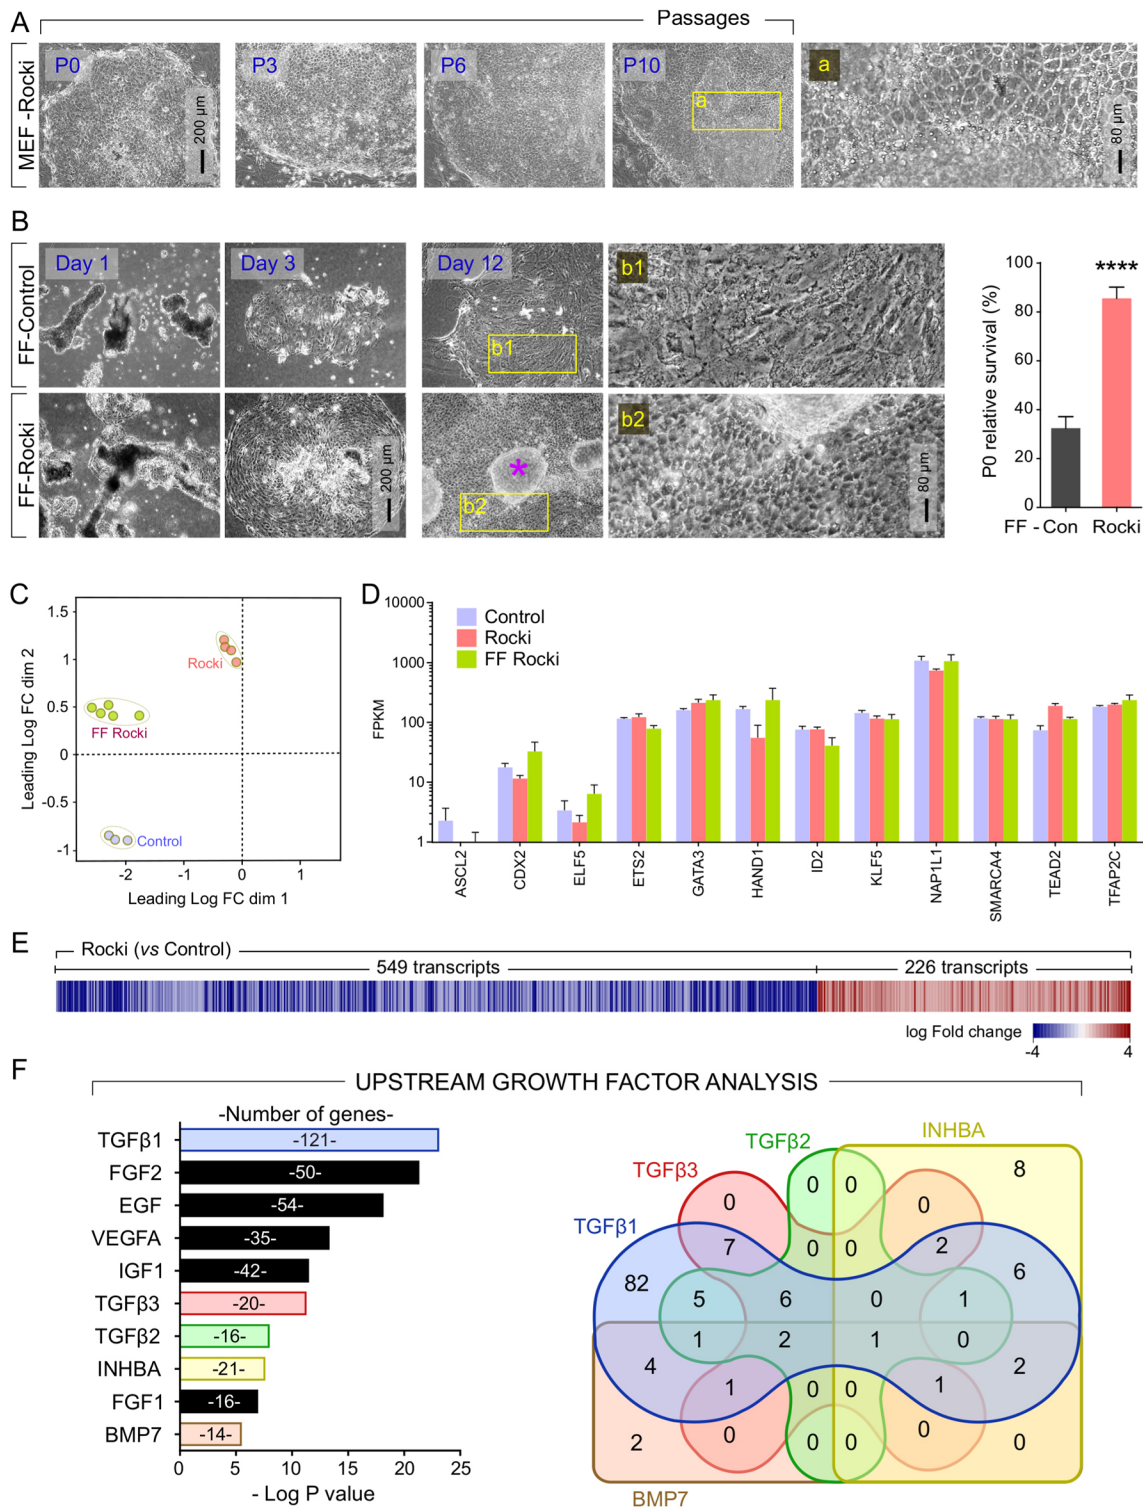 A
Passages
MEF -Rocki
P0
200 µm
P3
P6
P10
a
a
80 µm
B
FF-Control
Day 1
Day 3
Day 12
b1
b1
FF-Rocki
200 µm
*
b2
b2
80 µm
P0 relative survival (%)
100
80
60
40
20
0
****
FF - Con Rocki
C
Leading Log FC dim 2
1.5
1
0.5
0
-0.5
-1
Rocki
FF Rocki
Control
-2 -1 0 1
Leading Log FC dim 1
D
FPKM
10000
1000
100
10
1
Control
Rocki
FF Rocki
ASCL2
CDX2
ELF5
ETS2
GATA3
HAND1
ID2
KLF5
NAP1L1
SMARCA4
TEAD2
TFAP2C
E
Rocki (vs Control)
549 transcripts 226 transcripts
log Fold change
-4 4
F
UPSTREAM GROWTH FACTOR ANALYSIS
-Number of genes-
TGFβ1 -121-
FGF2 -50-
EGF -54-
VEGFA -35-
IGF1 -42-
TGFβ3 -20-
TGFβ2 -16-
INHBA -21-
FGF1 -16-
BMP7 -14-
0 5 10 15 20 25
- Log P value
INHBA
TGFβ2
TGFβ3
TGFβ1
8
0 0 0 0
7 0 0 2
82 6
5 6 0 1
1 2 1 0
4 2
1 0 0 1
2 0 0 0 0 0
BMP7